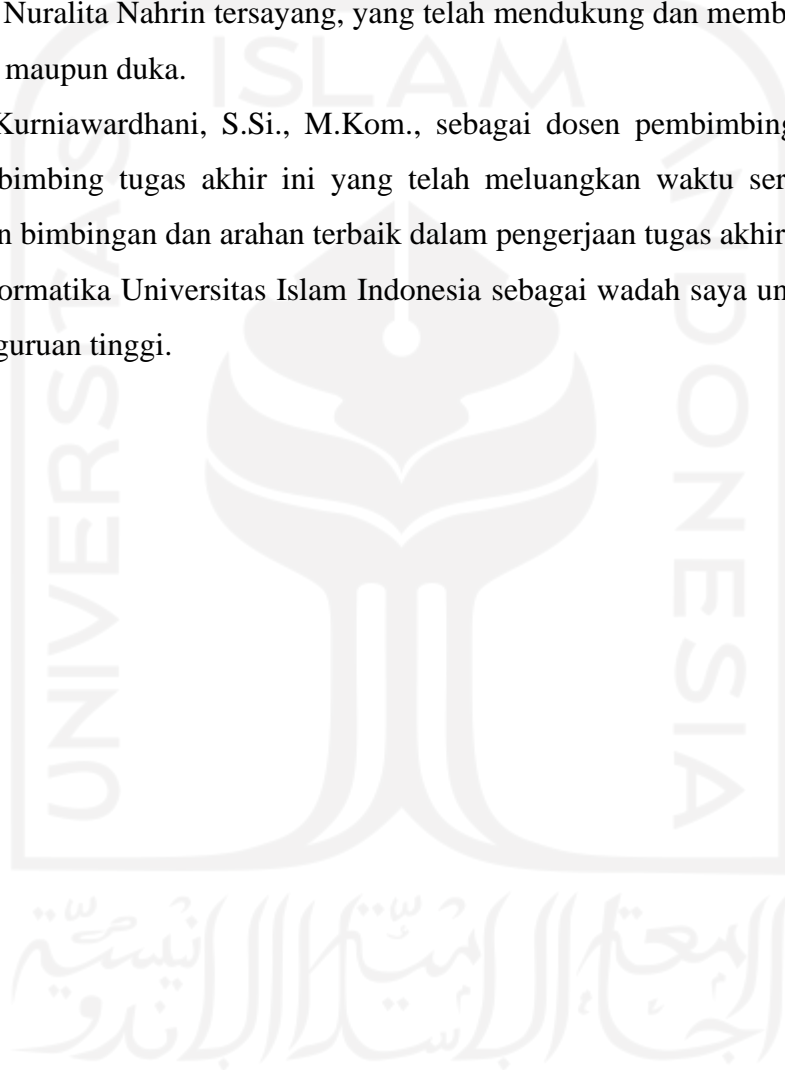 Nuralita Nahrin tersayang, yang telah mendukung dan memb
maupun duka.
Kurniawardhani, S.Si., M.Kom., sebagai dosen pembimbing
bimbing tugas akhir ini yang telah meluangkan waktu ser
n bimbingan dan arahan terbaik dalam pengerjaan tugas akhir
ormatika Universitas Islam Indonesia sebagai wadah saya un
guruan tinggi.
ISLAM
UNIVERSITAS
INDONESIA